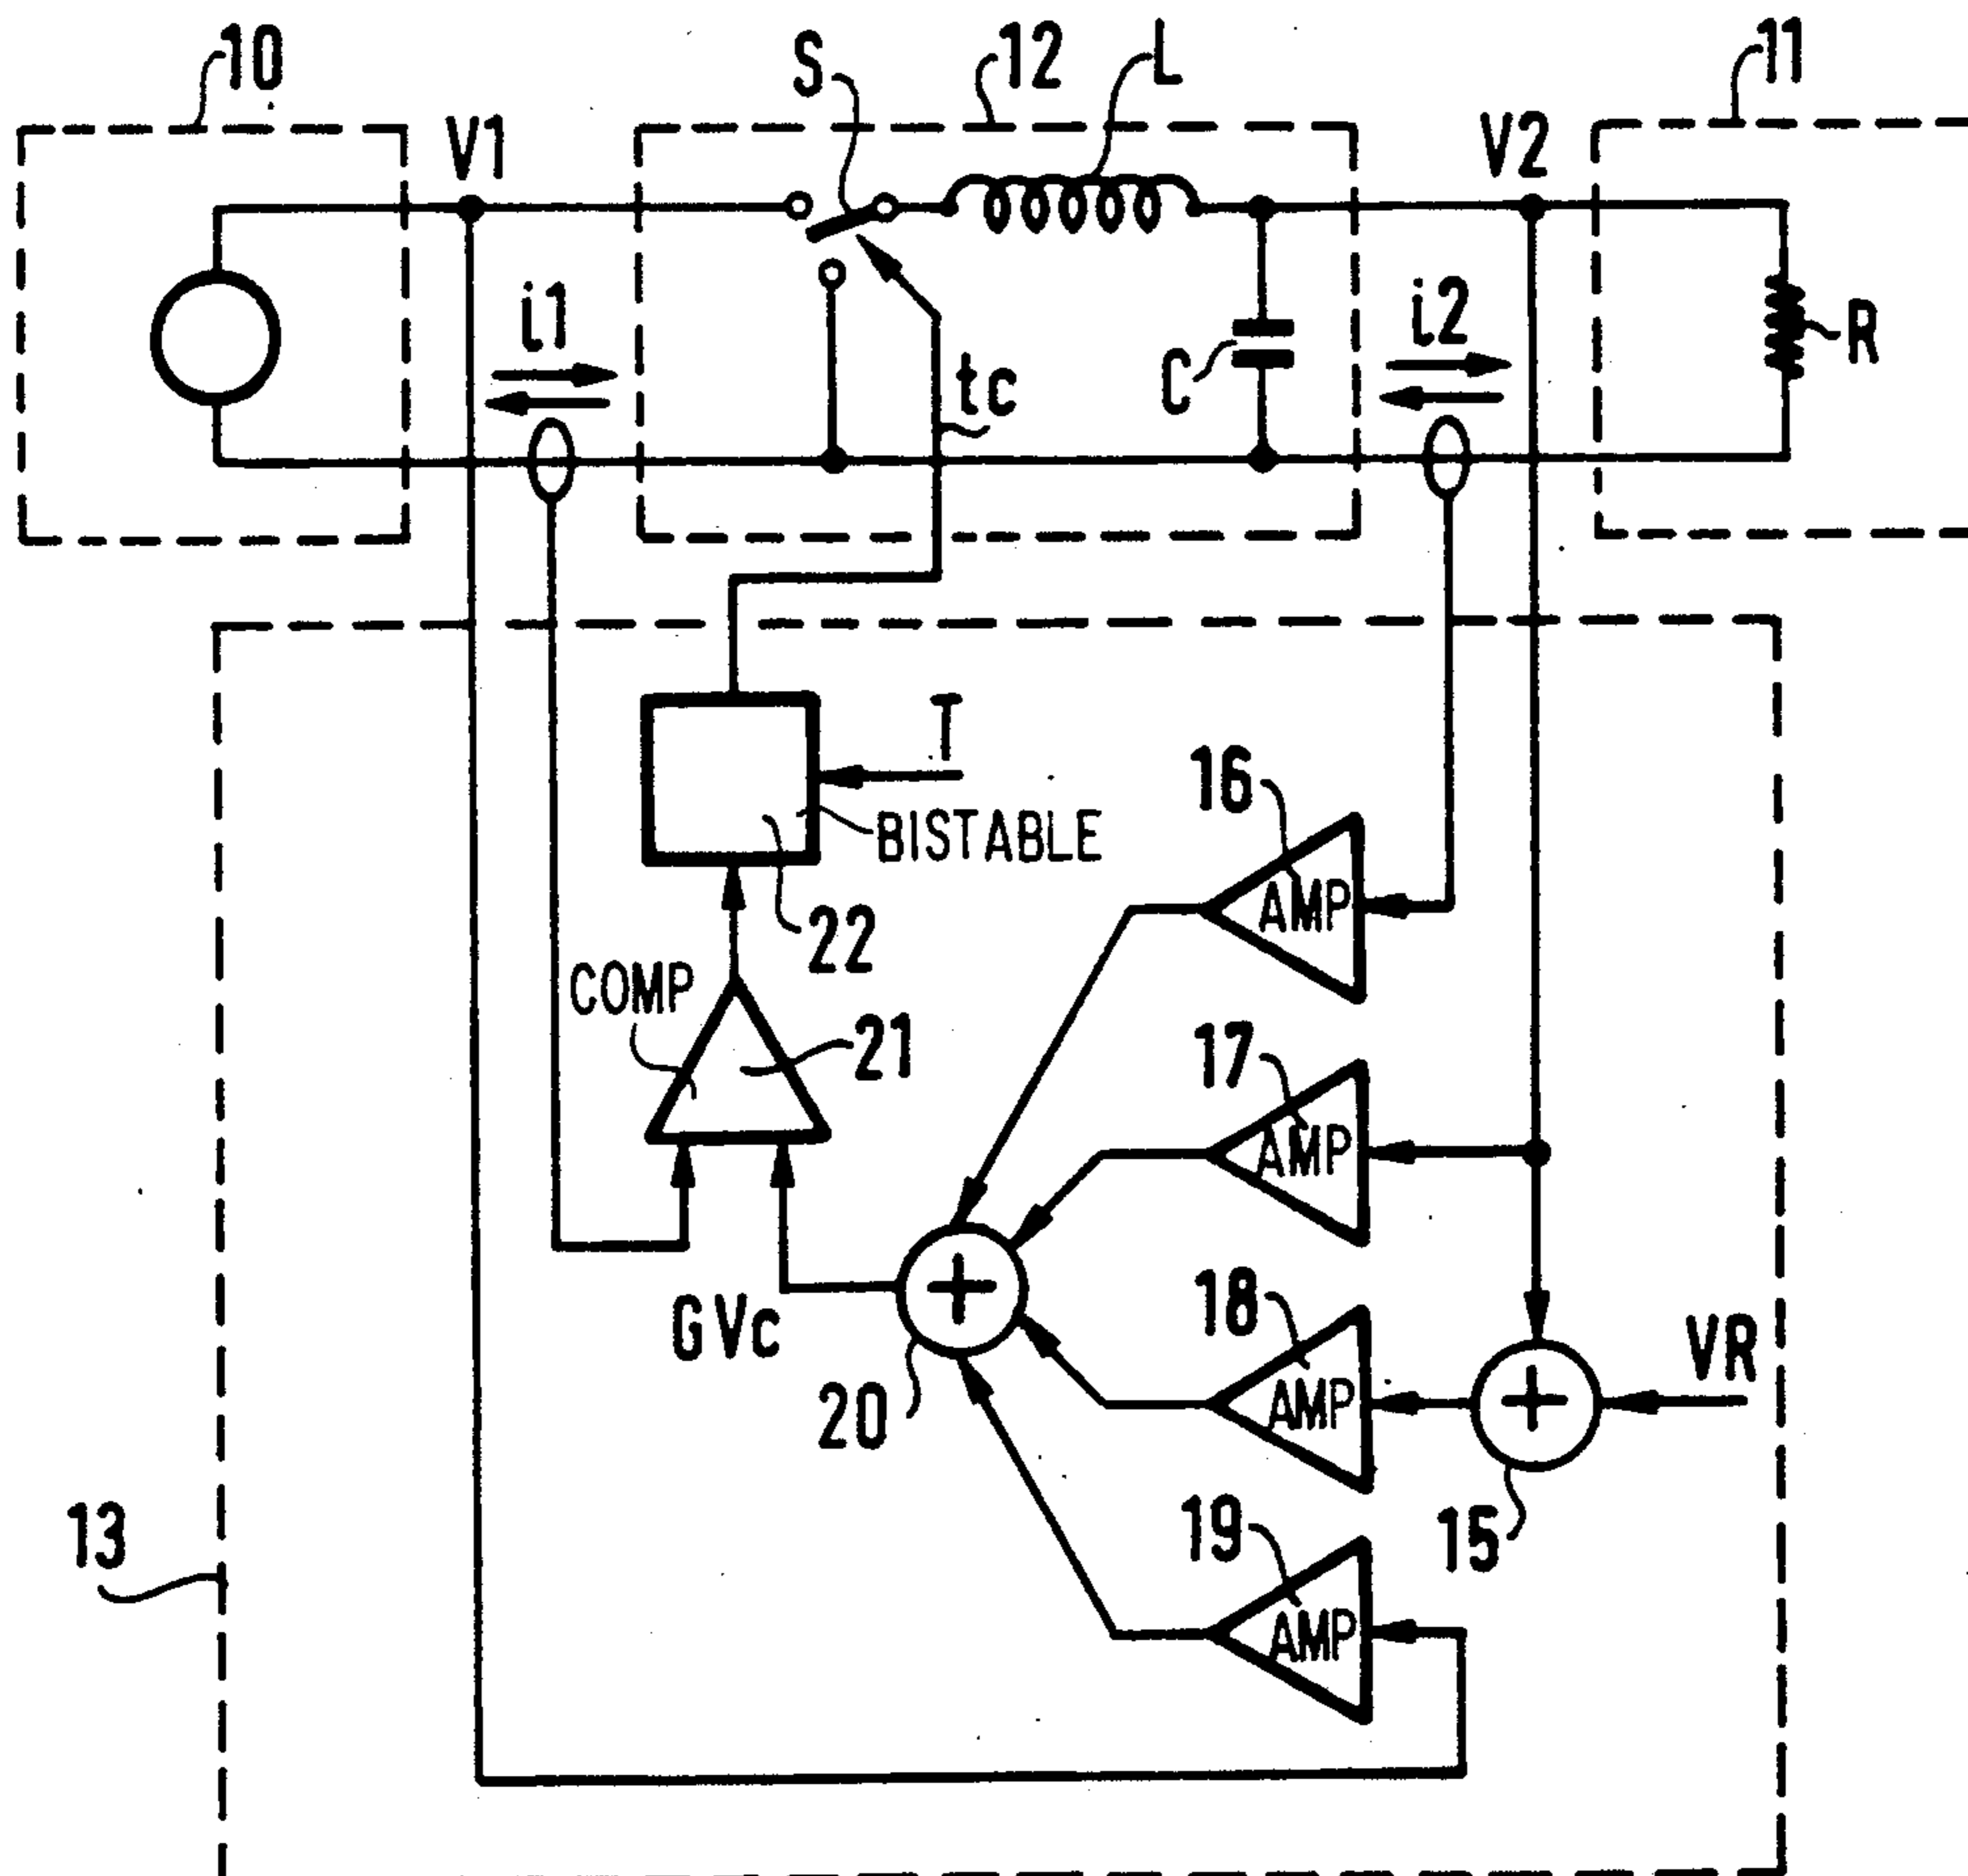 10
S
12
L
11
V1
V2
i1
i2
R
tc
C
T
16
BISTABLE
AMP
22
COMP
21
17
AMP
GVc
18
VR
20
AMP
13
19
15
AMP